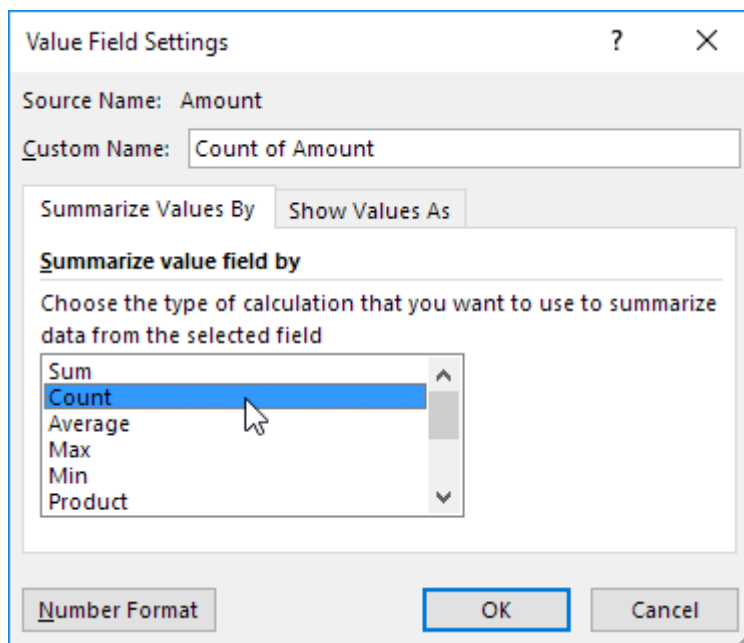 Value Field Settings ?
Source Name: Amount
Custom Name: Count of Amount
Summarize Values By Show Values As
Summarize value field by
Choose the type of calculation that you want to use to summarize
data from the selected field
Sum
Count
Average
Max
Min
Product
Number Format OK Cancel